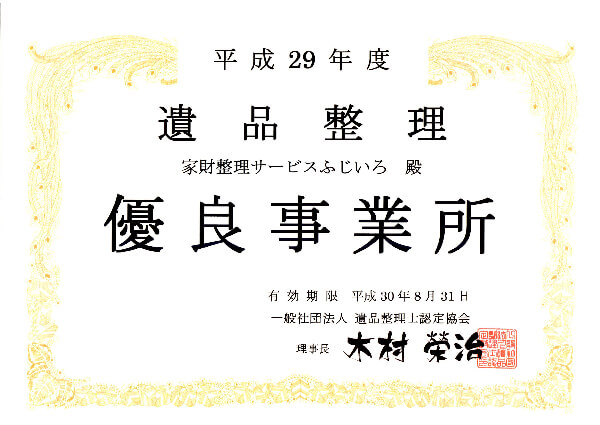 平成29年度
遺品整理
家財整理サービスふじいろ 殿
優良事業所
有効期限 平成30年8月31日
一般社団法人 遺品整理士認定協会
理事長 木村 榮治